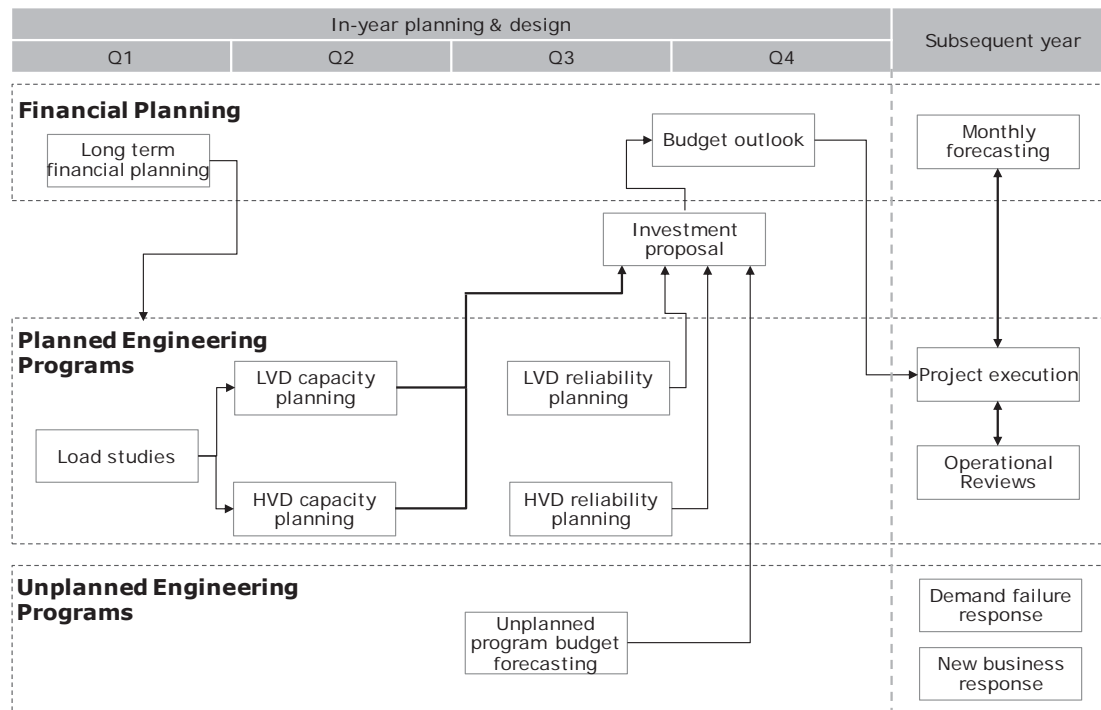 In-year planning & design
Subsequent year
Q1
Q2
Q3
Q4
Financial Planning
Long term
financial planning
Budget outlook
Monthly
forecasting
Investment
proposal
Planned Engineering
Programs
LVD capacity
planning
LVD reliability
planning
Project execution
Load studies
HVD capacity
planning
HVD reliability
planning
Operational
Reviews
Unplanned Engineering
Programs
Unplanned
program budget
forecasting
Demand failure
response
New business
response